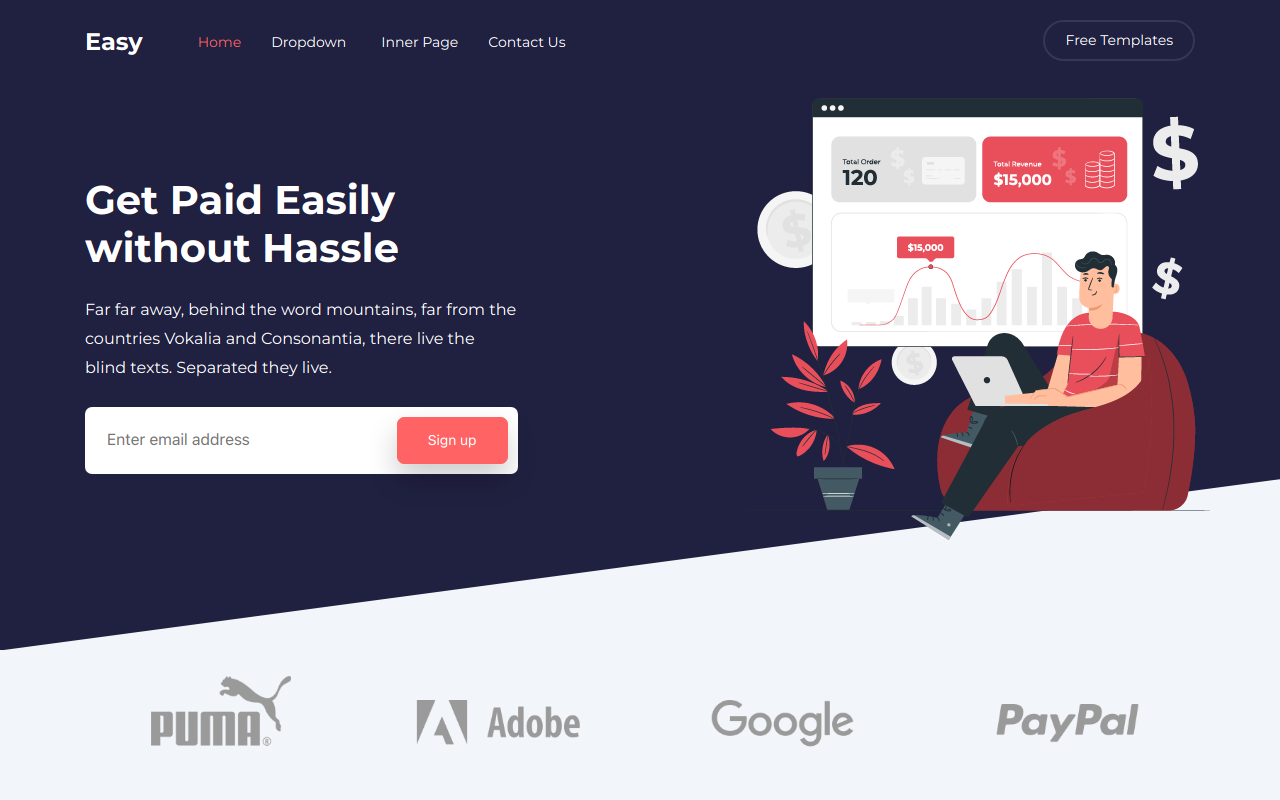 Easy
Home
Dropdown
Inner Page
Contact Us
Free Templates
Get Paid Easily
without Hassle
Far far away, behind the word mountains, far from the
countries Vokalia and Consonantia, there live the
blind texts. Separated they live.
Enter email address
Sign up
Total Order
120
Total Revenue
$15,000
$15,000
PUMA®
Adobe
Google
PayPal